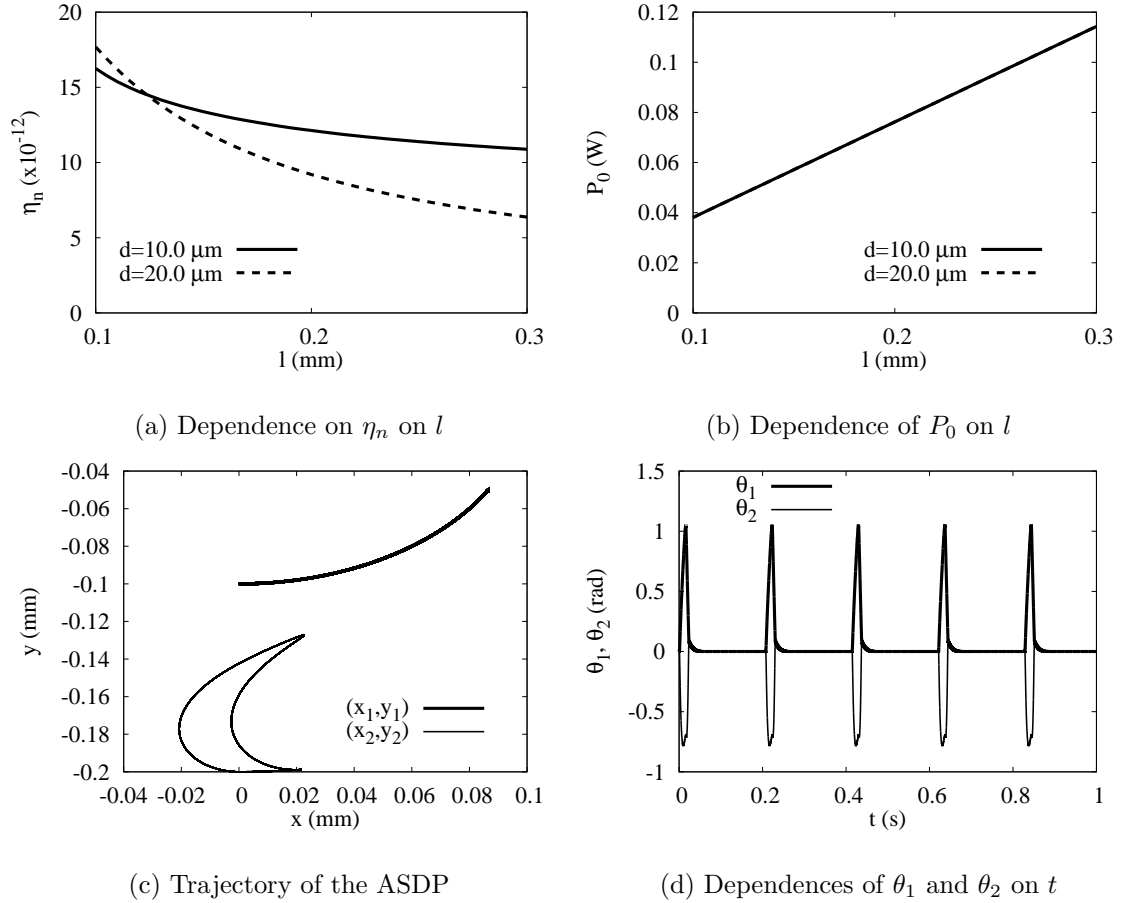 20
15
10
5
0
η_n (x10^-12)
d=10.0 μm
d=20.0 μm
0.1 0.2 0.3
l (mm)
0.12
0.1
0.08
0.06
0.04
0.02
0
P_0 (W)
d=10.0 μm
d=20.0 μm
0.1 0.2 0.3
l (mm)
(a) Dependence on η_n on l
(b) Dependence of P_0 on l
-0.04
-0.06
-0.08
-0.1
-0.12
-0.14
-0.16
-0.18
-0.2
y (mm)
(x_1,y_1)
(x_2,y_2)
-0.04 -0.02 0 0.02 0.04 0.06 0.08 0.1
x (mm)
1.5
1
0.5
0
-0.5
-1
θ_1, θ_2 (rad)
θ_1
θ_2
0 0.2 0.4 0.6 0.8 1
t (s)
(c) Trajectory of the ASDP
(d) Dependences of θ_1 and θ_2 on t